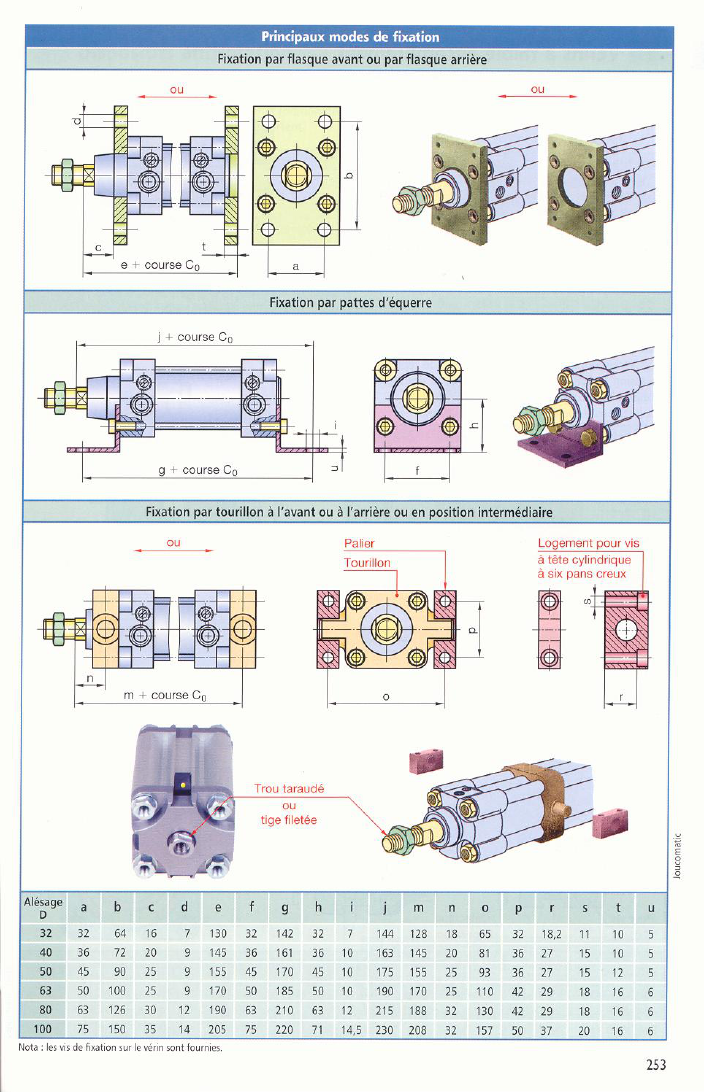 Principaux modes de fixation
Fixation par flasque avant ou par flasque arrière
ou
ou
d
b
c
t
e + course C0
a
Fixation par pattes d'équerre
j + course C0
i
h
g + course C0
u
f
Fixation par tourillon à l'avant ou à l'arrière ou en position intermédiaire
ou
Palier
Tourillon
Logement pour vis
à tête cylindrique
à six pans creux
s
p
n
m + course C0
o
r
Trou taraudé
ou
tige filetée
Joucomatic
Alésage D a b c d e f g h i j m n o p r s t u
32 32 64 16 7 130 32 142 32 7 144 128 18 65 32 18,2 11 10 5
40 36 72 20 9 145 36 161 36 10 163 145 20 81 36 27 15 10 5
50 45 90 25 9 155 45 170 45 10 175 155 25 93 36 27 15 12 5
63 50 100 25 9 170 50 185 50 10 190 170 25 110 42 29 18 16 6
80 63 126 30 12 190 63 210 63 12 215 188 32 130 42 29 18 16 6
100 75 150 35 14 205 75 220 71 14,5 230 208 32 157 50 37 20 16 6
Nota : les vis de fixation sur le vérin sont fournies.
253